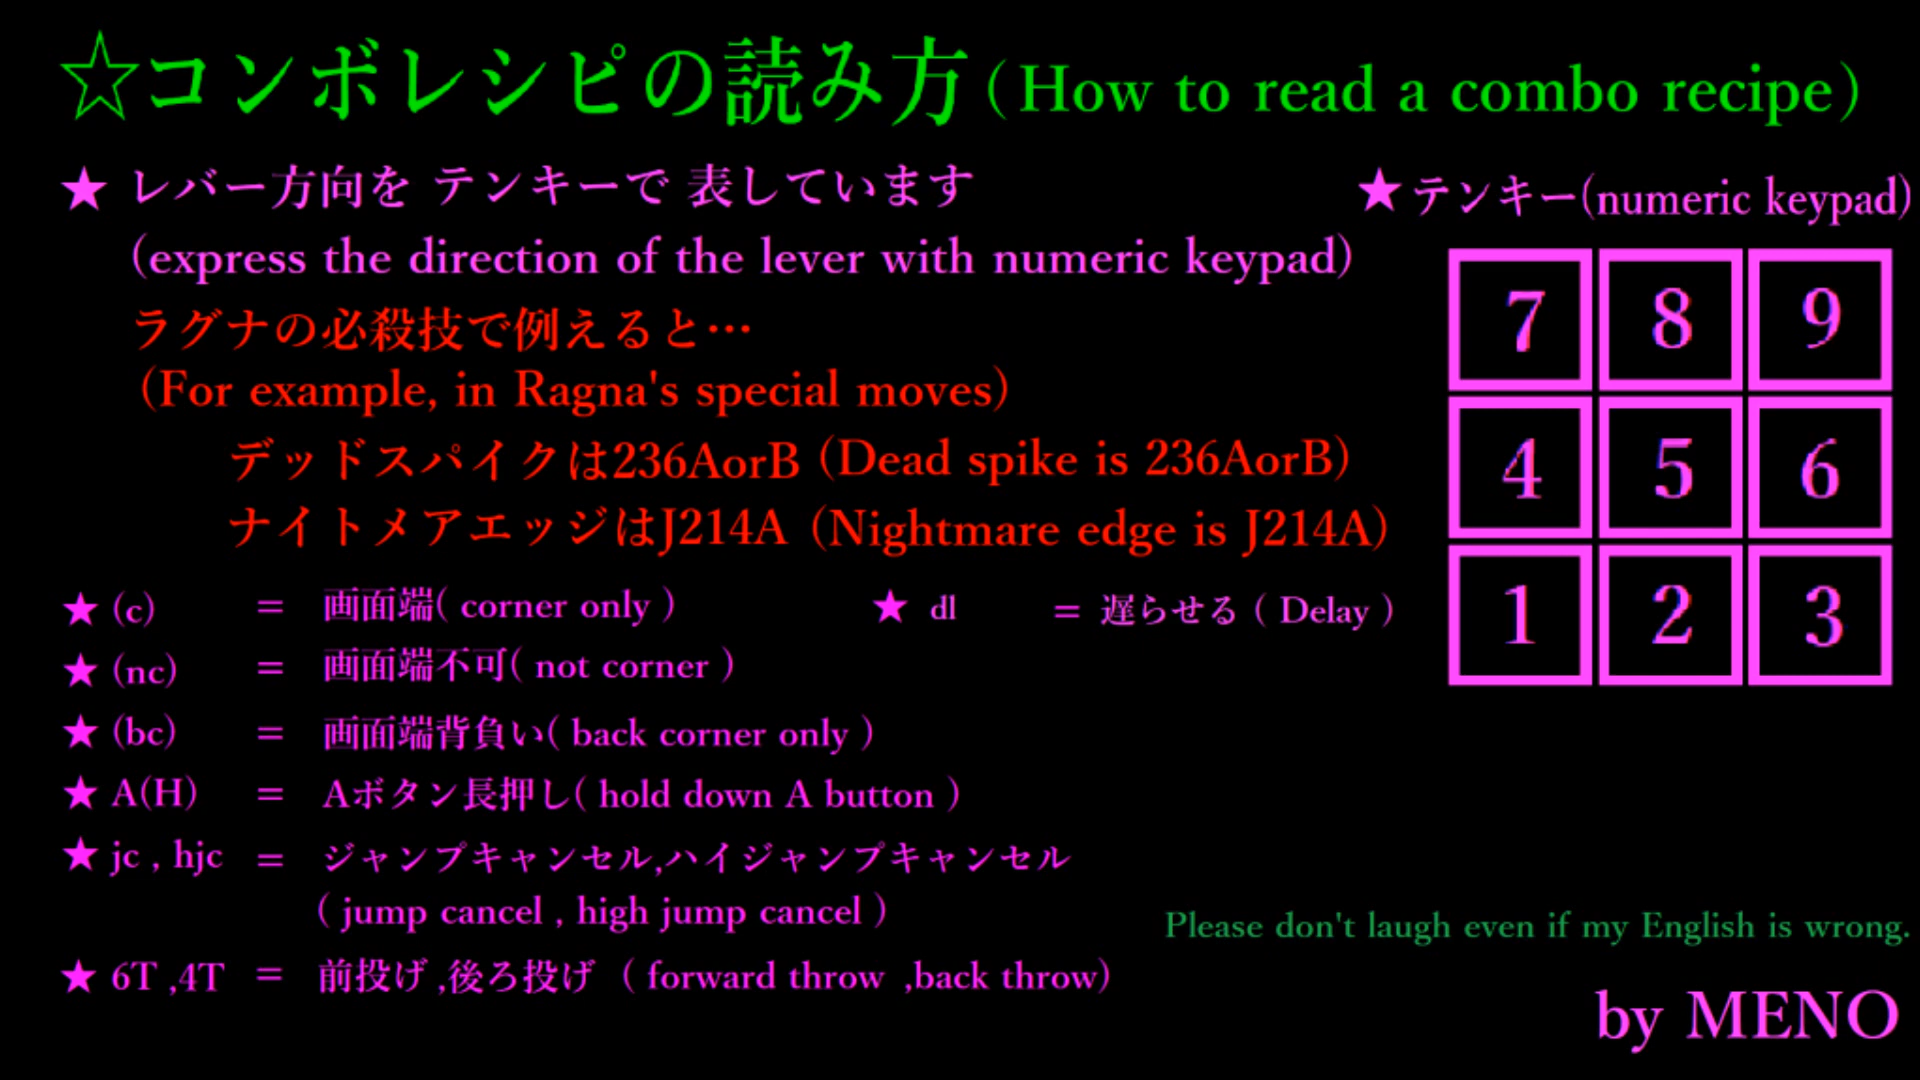 ☆コンボレシピの読み方(How to read a combo recipe)
★ レバー方向を テンキーで 表しています
(express the direction of the lever with numeric keypad)
ラグナの必殺技で例えると…
(For example, in Ragna's special moves)
デッドスパイクは236AorB (Dead spike is 236AorB)
ナイトメアエッジはJ214A (Nightmare edge is J214A)
★テンキー(numeric keypad)
7 8 9
4 5 6
1 2 3
★ (c) = 画面端( corner only )
★ dl = 遅らせる ( Delay )
★ (nc) = 画面端不可( not corner )
★ (bc) = 画面端背負い( back corner only )
★ A(H) = Aボタン長押し( hold down A button )
★ jc , hjc = ジャンプキャンセル,ハイジャンプキャンセル
( jump cancel , high jump cancel )
★ 6T ,4T = 前投げ ,後ろ投げ ( forward throw ,back throw)
Please don't laugh even if my English is wrong.
by MENO